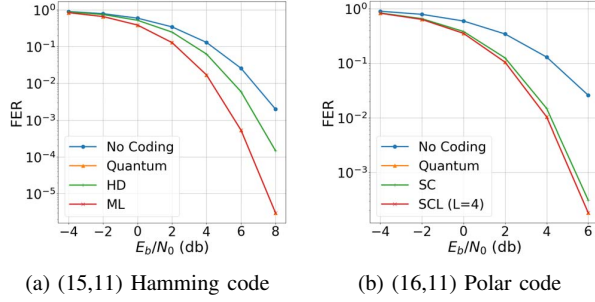 10⁰
10⁻¹
10⁻²
10⁻³
10⁻⁴
10⁻⁵
FER
No Coding
Quantum
HD
ML
−4 −2 0 2 4 6 8
E_b/N_0 (db)
(a) (15,11) Hamming code
10⁰
10⁻¹
10⁻²
10⁻³
FER
No Coding
Quantum
SC
SCL (L=4)
−4 −2 0 2 4 6
E_b/N_0 (db)
(b) (16,11) Polar code